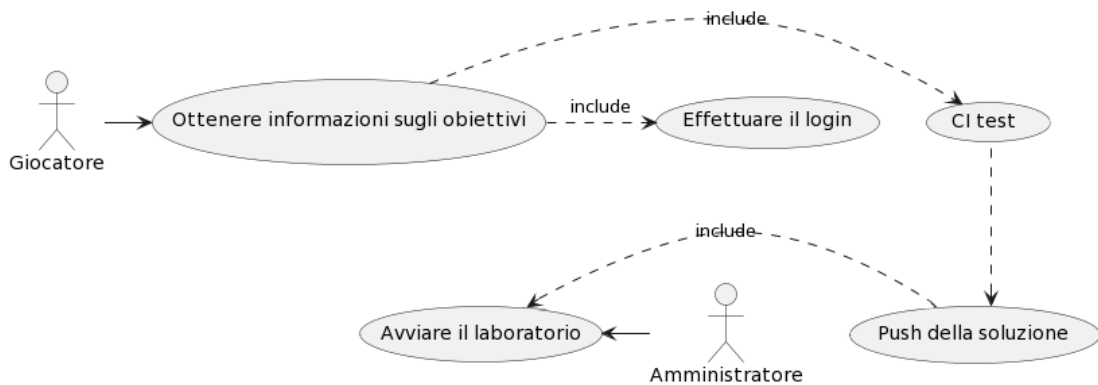 include
Ottenere informazioni sugli obiettivi
include
Effettuare il login
CI test
Giocatore
include
Avviare il laboratorio
Push della soluzione
Amministratore